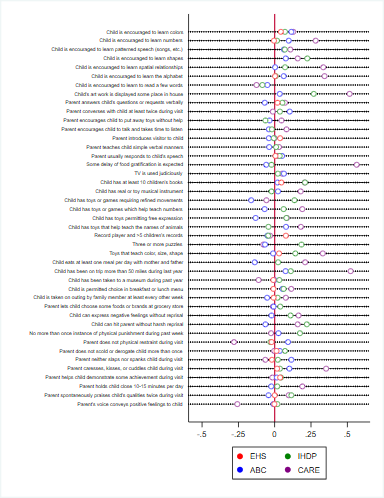 Child is encouraged to learn colors
Child is encouraged to learn numbers
Child is encouraged to learn patterned speech (songs, etc.)
Child is encouraged to learn shapes
Child is encouraged to learn spatial relationships
Child is encouraged to learn the alphabet
Child is encouraged to learn to read a few words
Child's art work is displayed some place in house
Parent answers child's questions or requests verbally
Parent converses with child at least twice during visit
Parent encourages child to put away toys without help
Parent encourages child to talk and takes time to listen
Parent introduces visitor to child
Parent teaches child simple verbal manners
Parent usually responds to child's speech
Some delay of food gratification is expected
TV is used judiciously
Child has at least 10 children's books
Child has real or toy musical instrument
Child has toys or games requiring refined movements
Child has toys or games which help teach numbers
Child has toys permitting free expression
Child has toys that help teach the names of animals
Record player and >5 children's records
Three or more puzzles
Toys that teach color, size, shape
Child eats at least one meal per day with mother and father
Child has been on trip more than 50 miles during last year
Child has been taken to a museum during past year
Child is permitted choice in breakfast or lunch menu
Child is taken on outing by family member at least every other week
Parent lets child choose some foods or brands at grocery store
Child can express negative feelings without reprisal
Child can hit parent without harsh reprisal
No more than once instance of physical punishment during past week
Parent does not physically restrain during visit
Parent does not scold or derogate child more than once
Parent neither slaps nor spanks child during visit
Parent caresses, kisses, or cuddles child during visit
Parent helps child demonstrate some achievement during visit
Parent holds child close 10-15 minutes per day
Parent spontaneously praises child's qualities twice during visit
Parent's voice conveys positive feelings to child
-.5 -.25 0 .25 .5
EHS IHDP
ABC CARE